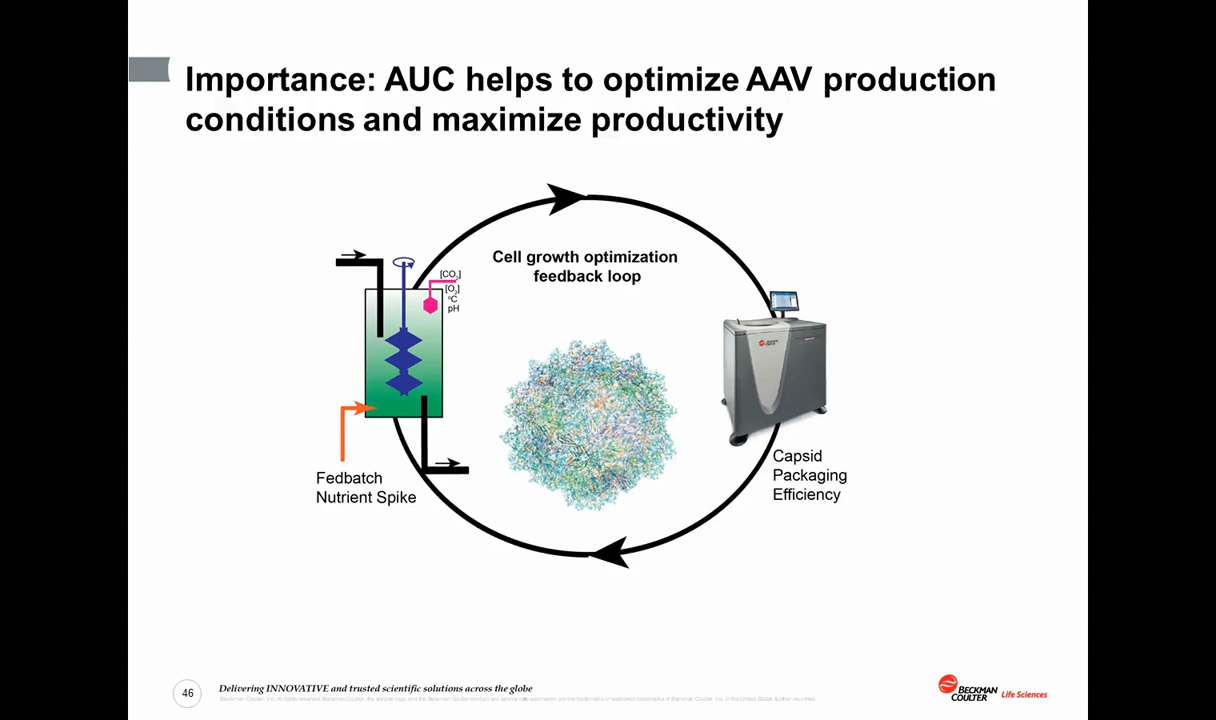 Importance: AUC helps to optimize AAV production
conditions and maximize productivity
Cell growth optimization
feedback loop
[CO2]
[O2]
°C
pH
BECKMAN
COULTER
Fedbatch
Nutrient Spike
Capsid
Packaging
Efficiency
46
Delivering INNOVATIVE and trusted scientific solutions across the globe
BECKMAN
COULTER
Life Sciences